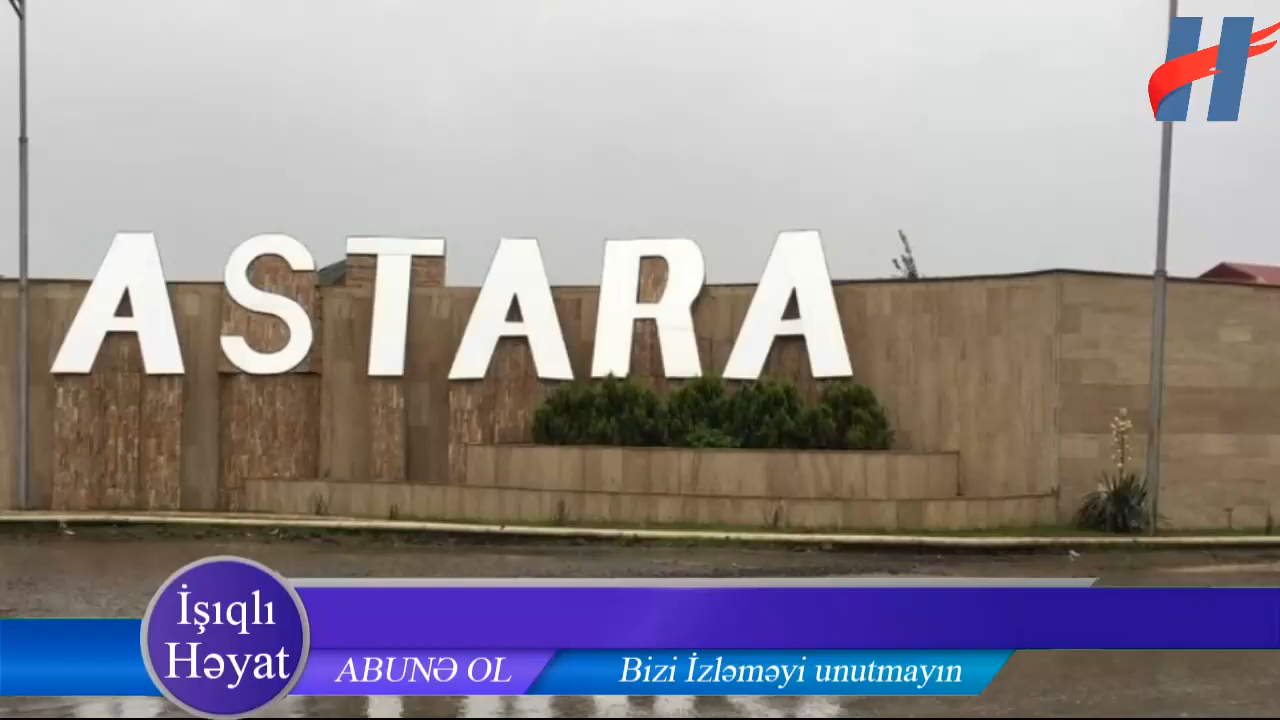 H
ASTARA
İşıqlı
Həyat
ABUNƏ OL
Bizi İzləməyi unutmayın